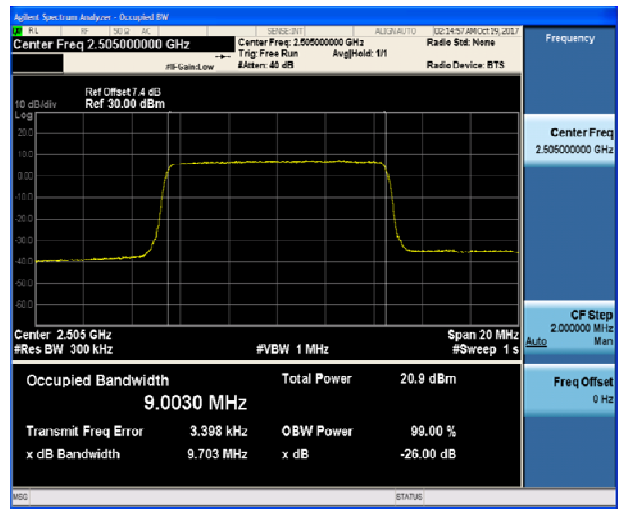 Agilent Spectrum Analyzer - Occupied BW
RL RF 50 Ω AC SENSE:INT ALIGN AUTO 02:14:57 AM Oct 19, 2017
Center Freq 2.505000000 GHz
Center Freq: 2.505000000 GHz
Radio Std: None
Trig: Free Run Avg|Hold: 1/1
#IFGain:Low #Atten: 40 dB Radio Device: BTS
Ref Offset 7.4 dB
10 dB/div Ref 30.00 dBm
Log
20.0
10.0
0.00
-10.0
-20.0
-30.0
-40.0
-50.0
-60.0
Center 2.505 GHz Span 20 MHz
#Res BW 300 kHz #VBW 1 MHz #Sweep 1 s
Occupied Bandwidth Total Power 20.9 dBm
9.0030 MHz
Transmit Freq Error 3.398 kHz OBW Power 99.00 %
x dB Bandwidth 9.703 MHz x dB -26.00 dB
MSG STATUS
Frequency
Center Freq
2.505000000 GHz
CF Step
2.000000 MHz
Auto Man
Freq Offset
0 Hz